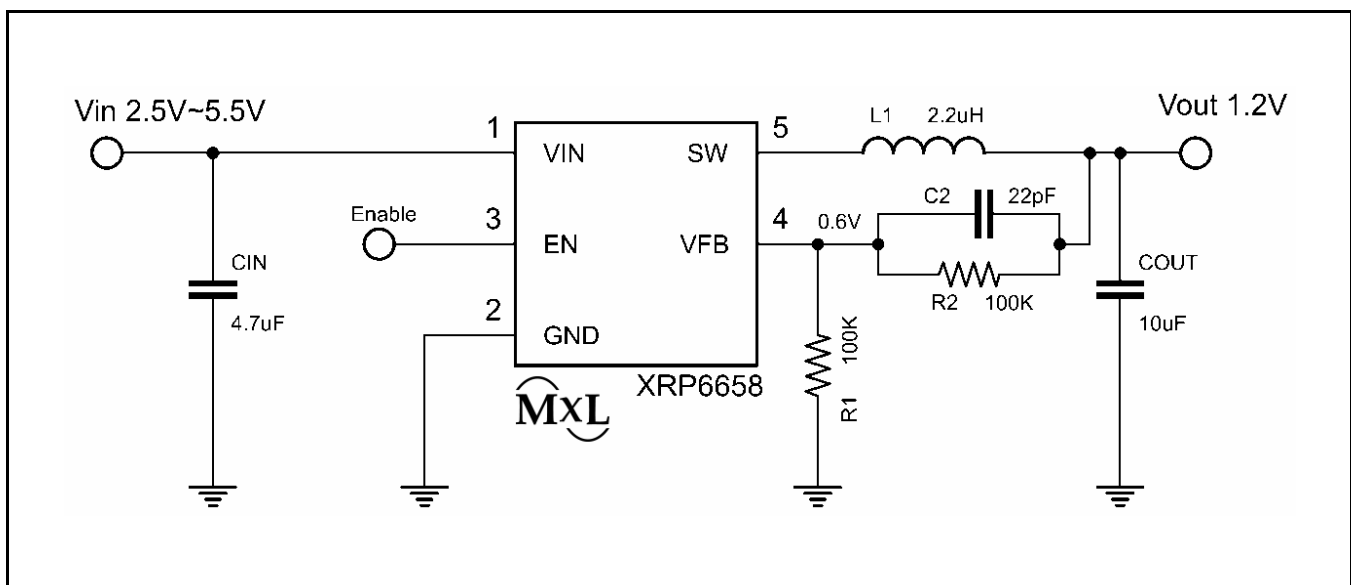 Vin 2.5V~5.5V
Vout 1.2V
L1 2.2uH
1
5
VIN
SW
C2 22pF
Enable
3
4
0.6V
EN
VFB
CIN
4.7uF
R2 100K
COUT
10uF
2
GND
R1 100K
XRP6658
MXL